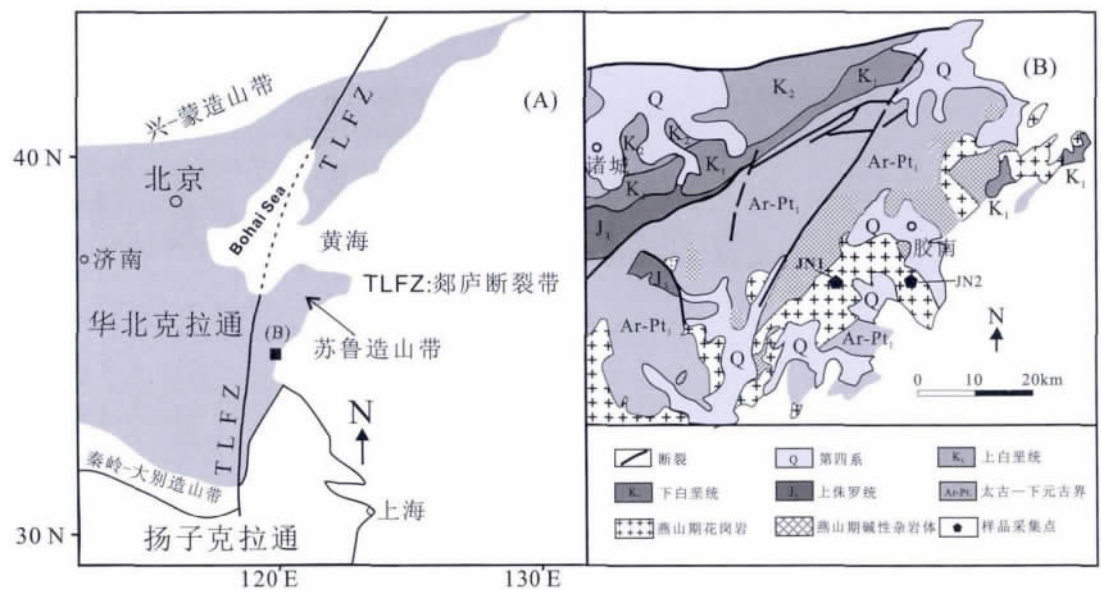 兴-蒙造山带
(A)
TLFZ
40 N
北京
Bohai Sea
济南
黄海
TLFZ:郯庐断裂带
华北克拉通
(B)
苏鲁造山带
TLFZ
N
秦岭-大别造山带
上海
扬子克拉通
30 N
120°E
130°E
(B)
Q
K₂
K₁
Q
K₂
诸城
K₁
Ar-Pt₁
Ar-Pt₁
K₁
K₁
Q
胶南
JN1
JN2
Ar-Pt₁
Q
Ar-Pt₁
Q
Q
N
0 10 20km
断裂
Q 第四系
上白垩统
下白垩统
上侏罗统
太古—下元古界
燕山期花岗岩
燕山期碱性杂岩体
样品采集点